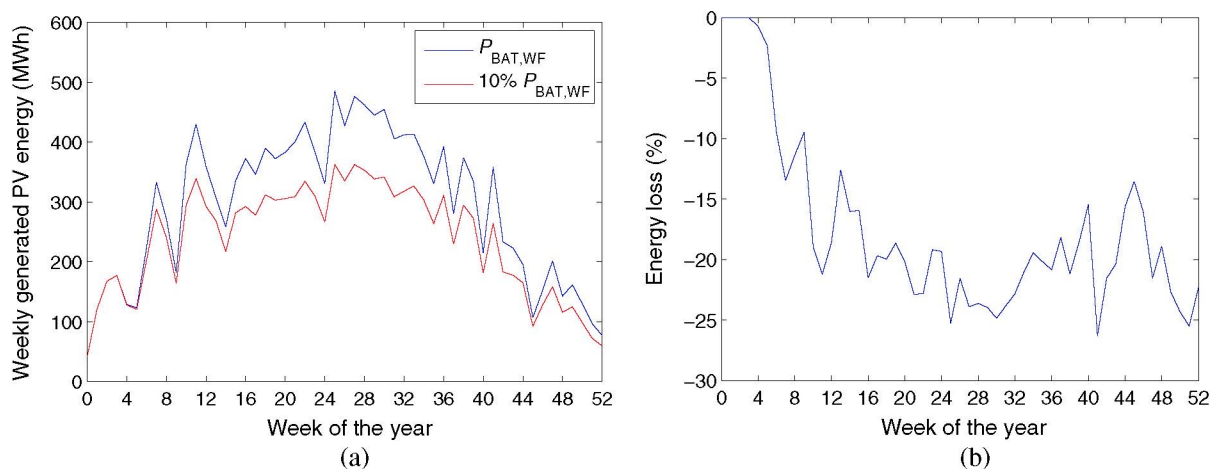 Weekly generated PV energy (MWh)
600
500
400
300
200
100
0
P BAT,WF
10% P BAT,WF
0 4 8 12 16 20 24 28 32 36 40 44 48 52
Week of the year
(a)
Energy loss (%)
0
−5
−10
−15
−20
−25
−30
0 4 8 12 16 20 24 28 32 36 40 44 48 52
Week of the year
(b)